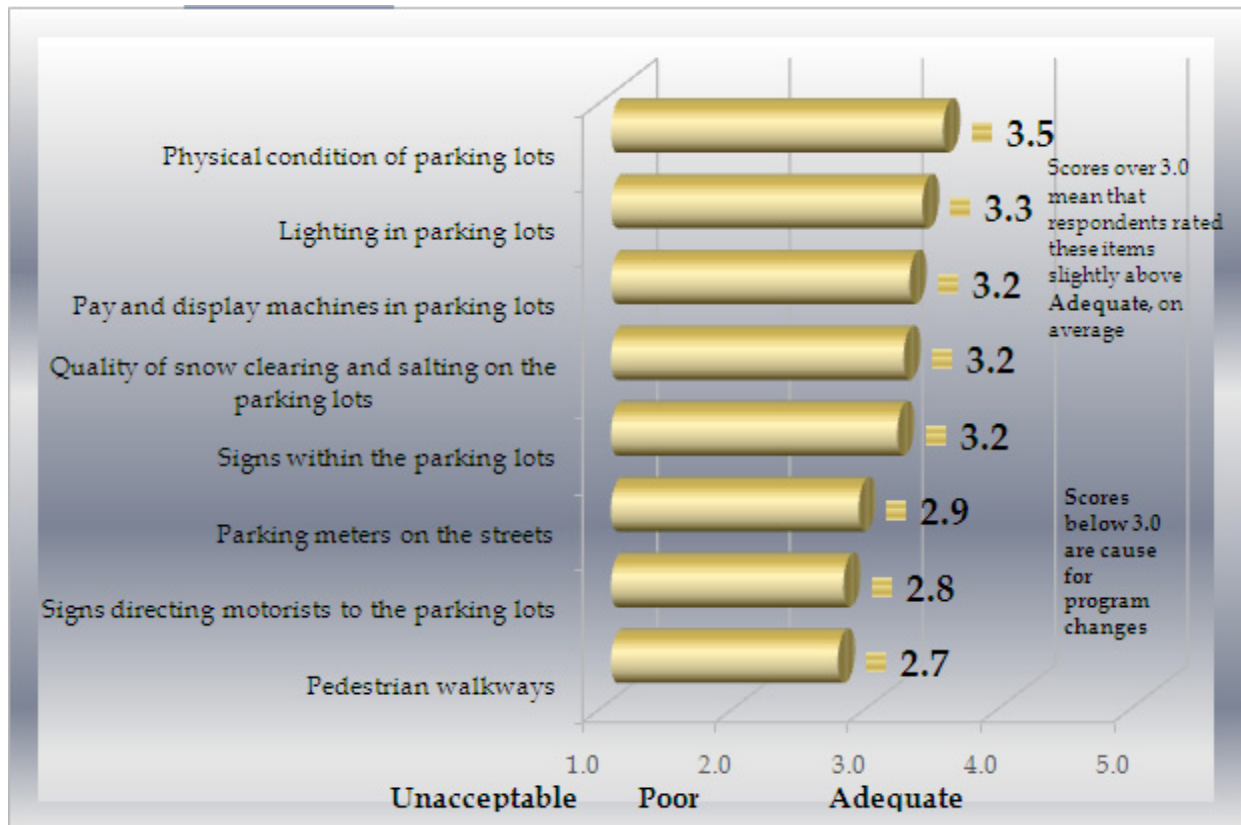 Physical condition of parking lots
3.5
Lighting in parking lots
3.3
Pay and display machines in parking lots
3.2
Quality of snow clearing and salting on the
parking lots
3.2
Signs within the parking lots
3.2
Parking meters on the streets
2.9
Signs directing motorists to the parking lots
2.8
Pedestrian walkways
2.7
Scores over 3.0
mean that
respondents rated
these items
slightly above
Adequate, on
average
Scores
below 3.0
are cause
for
program
changes
1.0 2.0 3.0 4.0 5.0
Unacceptable Poor Adequate